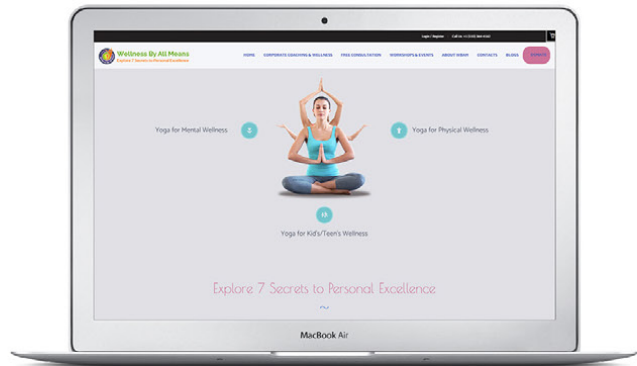 Login / Register
Wellness By All Means
Explore 7 Secrets to Personal Excellence
HOME CORPORATE COACHING & WELLNESS FREE CONSULTATION WORKSHOPS & EVENTS ABOUT CONTACTS BLOGS DONATE
Yoga for Mental Wellness
Yoga for Physical Wellness
Yoga for Kid's/Teen's Wellness
Explore 7 Secrets to Personal Excellence
MacBook Air